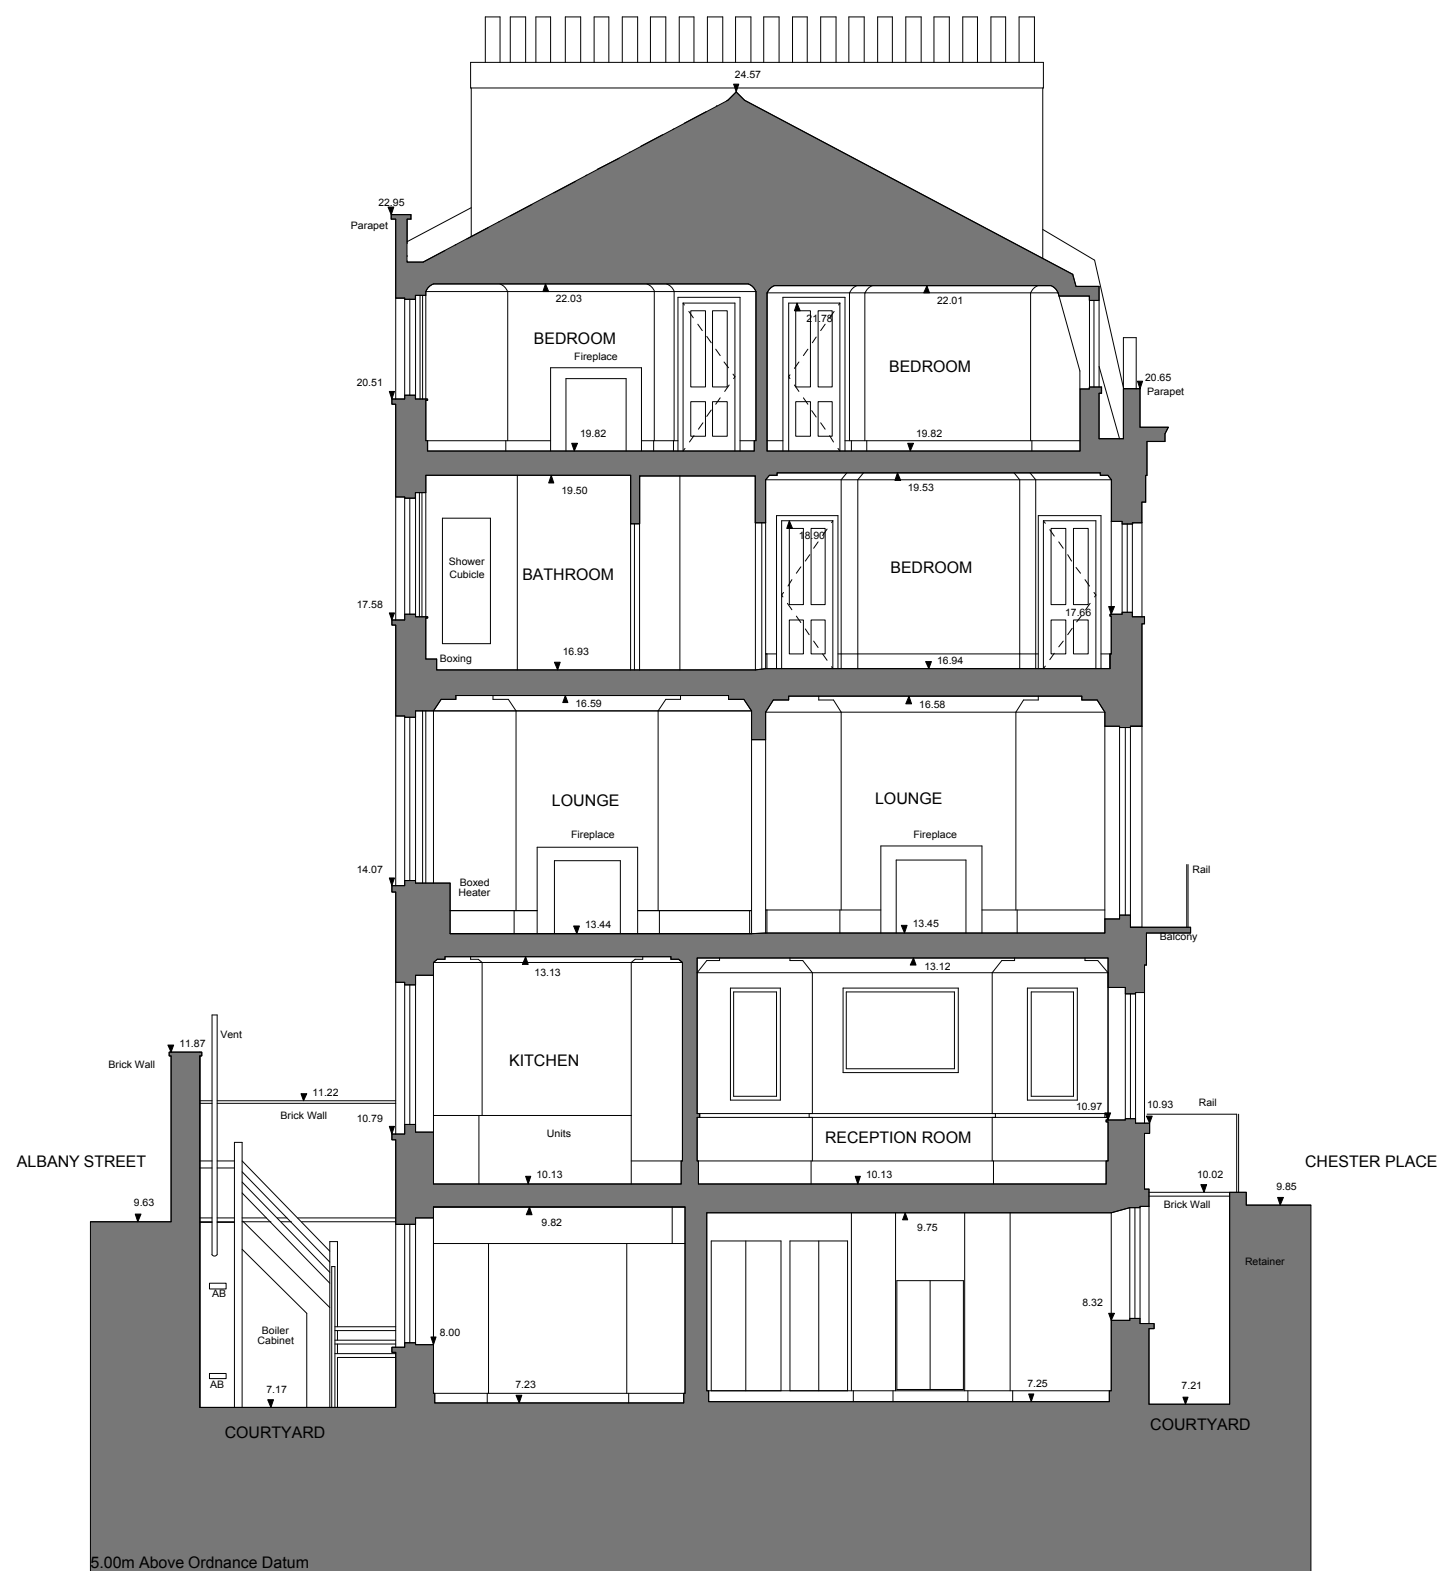 24.57
22.95
Parapet
22.03
22.01
21.78
BEDROOM
Fireplace
BEDROOM
20.51
20.65
Parapet
19.82
19.82
19.50
19.53
18.90
Shower
Cubicle
BATHROOM
BEDROOM
17.58
17.66
Boxing
16.93
16.94
16.59
16.58
LOUNGE
LOUNGE
Fireplace
Fireplace
14.07
Boxed
Heater
Rail
13.44
13.45
Balcony
13.13
13.12
Vent
11.87
Brick Wall
KITCHEN
11.22
Brick Wall
10.79
10.97
10.93
Rail
Units
RECEPTION ROOM
ALBANY STREET
CHESTER PLACE
10.13
10.13
10.02
9.85
9.63
Brick Wall
9.82
9.75
Retainer
AB
8.32
Boiler
Cabinet
8.00
AB
7.17
7.23
7.25
7.21
COURTYARD
COURTYARD
5.00m Above Ordnance Datum